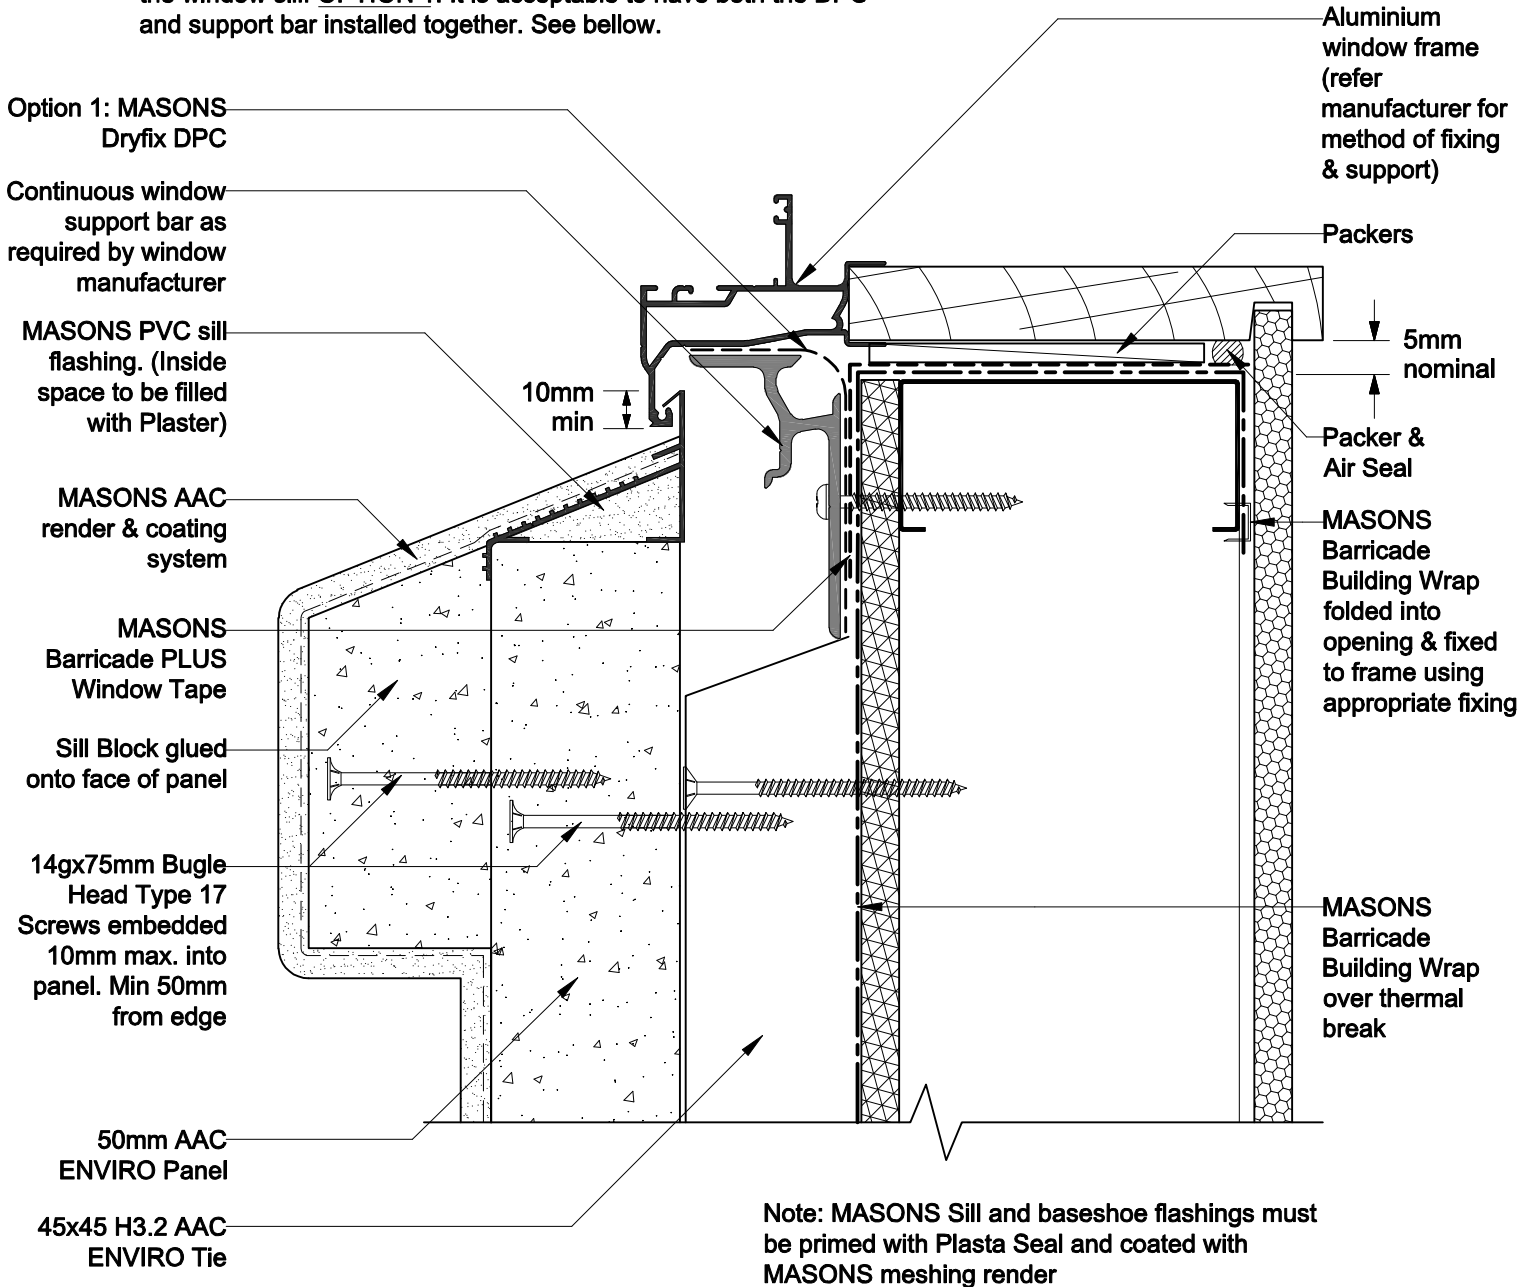 and support bar installed together. See bellow.
Option 1: MASONS
Dryfix DPC
Continuous window
support bar as
required by window
manufacturer
MASONS PVC sill
flashing. (Inside
space to be filled
with Plaster)
10mm
min
MASONS AAC
render & coating
system
MASONS
Barricade PLUS
Window Tape
Sill Block glued
onto face of panel
14gx75mm Bugle
Head Type 17
Screws embedded
10mm max. into
panel. Min 50mm
from edge
50mm AAC
ENVIRO Panel
45x45 H3.2 AAC
ENVIRO Tie
Aluminium
window frame
(refer
manufacturer for
method of fixing
& support)
Packers
5mm
nominal
Packer &
Air Seal
MASONS
Barricade
Building Wrap
folded into
opening & fixed
to frame using
appropriate fixing
MASONS
Barricade
Building Wrap
over thermal
break
Note: MASONS Sill and baseshoe flashings must
be primed with Plasta Seal and coated with
MASONS meshing render